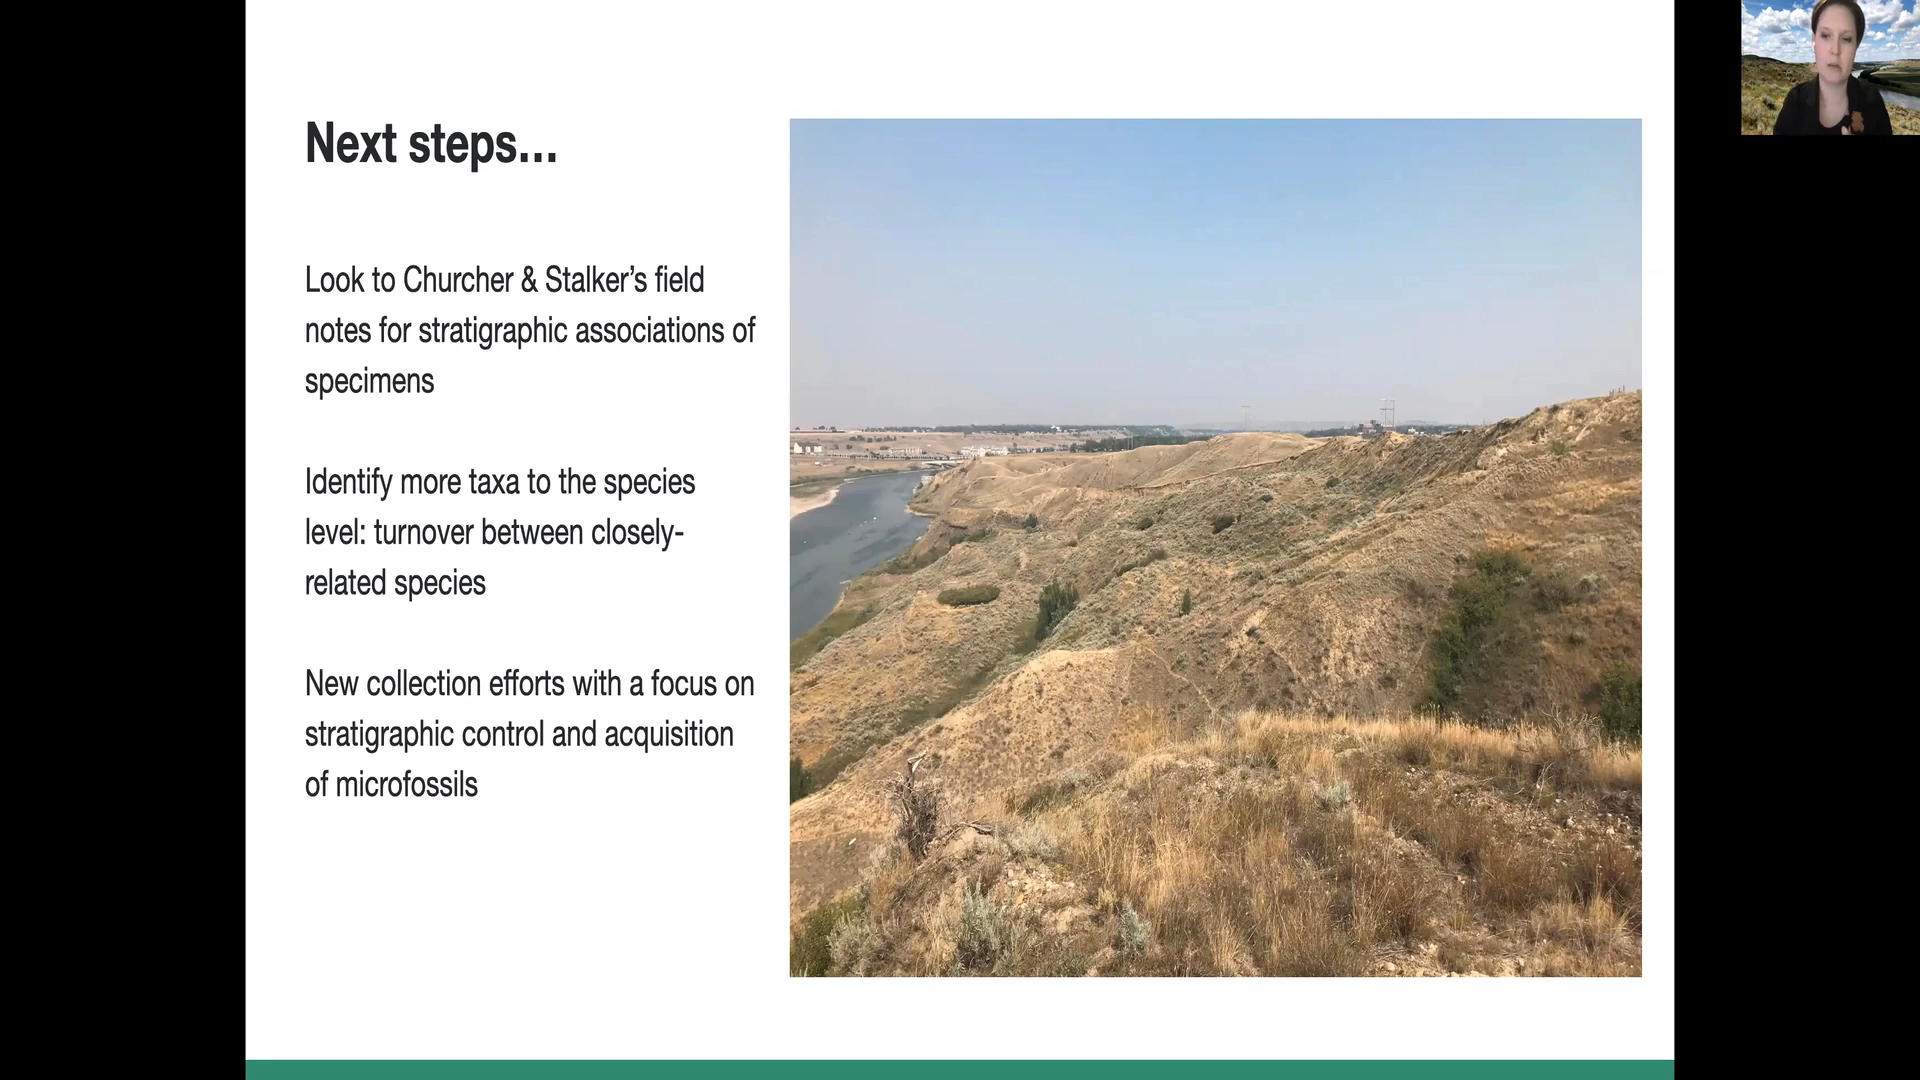 Next steps...
Look to Churcher & Stalker’s field
notes for stratigraphic associations of
specimens
Identify more taxa to the species
level: turnover between closely-
related species
New collection efforts with a focus on
stratigraphic control and acquisition
of microfossils